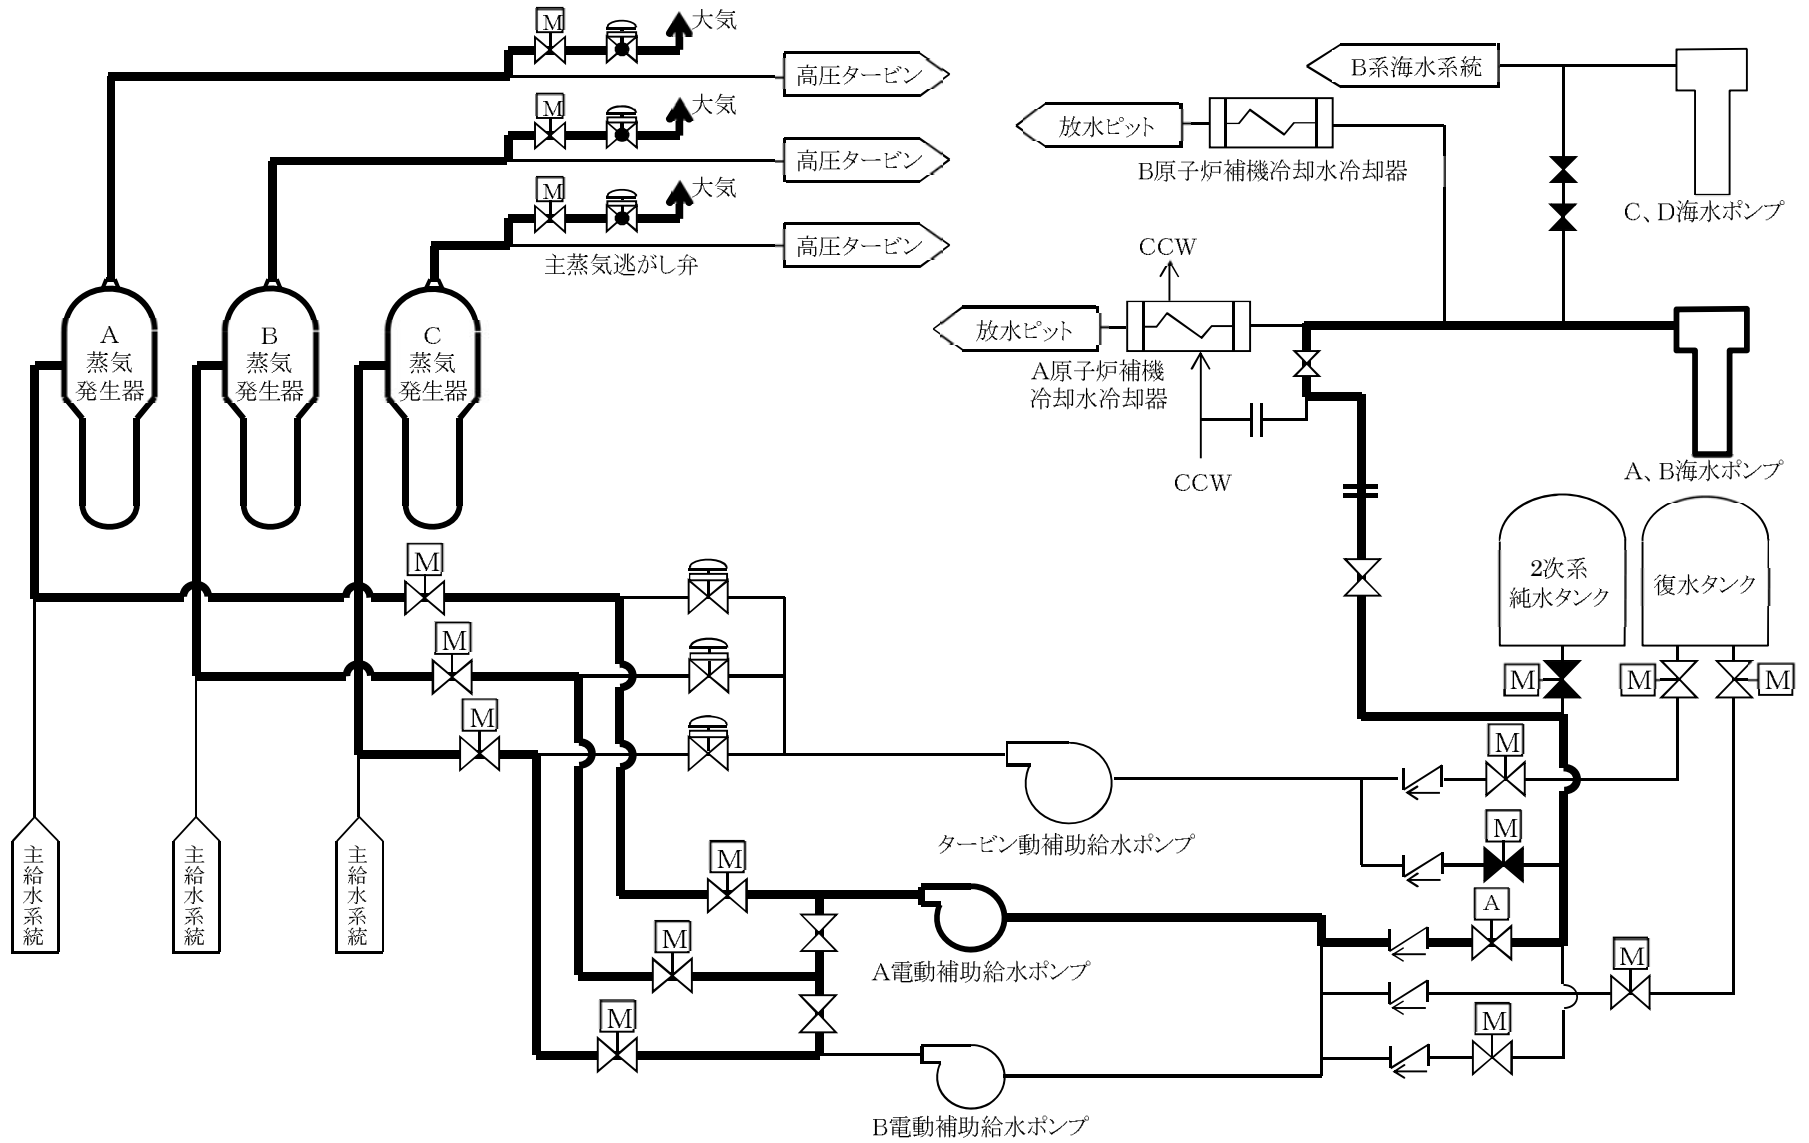 M
大気
高圧タービン
M
大気
高圧タービン
M
大気
高圧タービン
主蒸気逃がし弁
B系海水系統
放水ピット
B原子炉補機冷却水冷却器
C、D海水ポンプ
CCW
放水ピット
A原子炉補機
冷却水冷却器
CCW
A、B海水ポンプ
A
蒸気
発生器
B
蒸気
発生器
C
蒸気
発生器
M
M
M
2次系
純水タンク
復水タンク
M
M
M
M
タービン動補助給水ポンプ
M
主給水系統
主給水系統
主給水系統
M
A
A電動補助給水ポンプ
M
M
M
M
B電動補助給水ポンプ